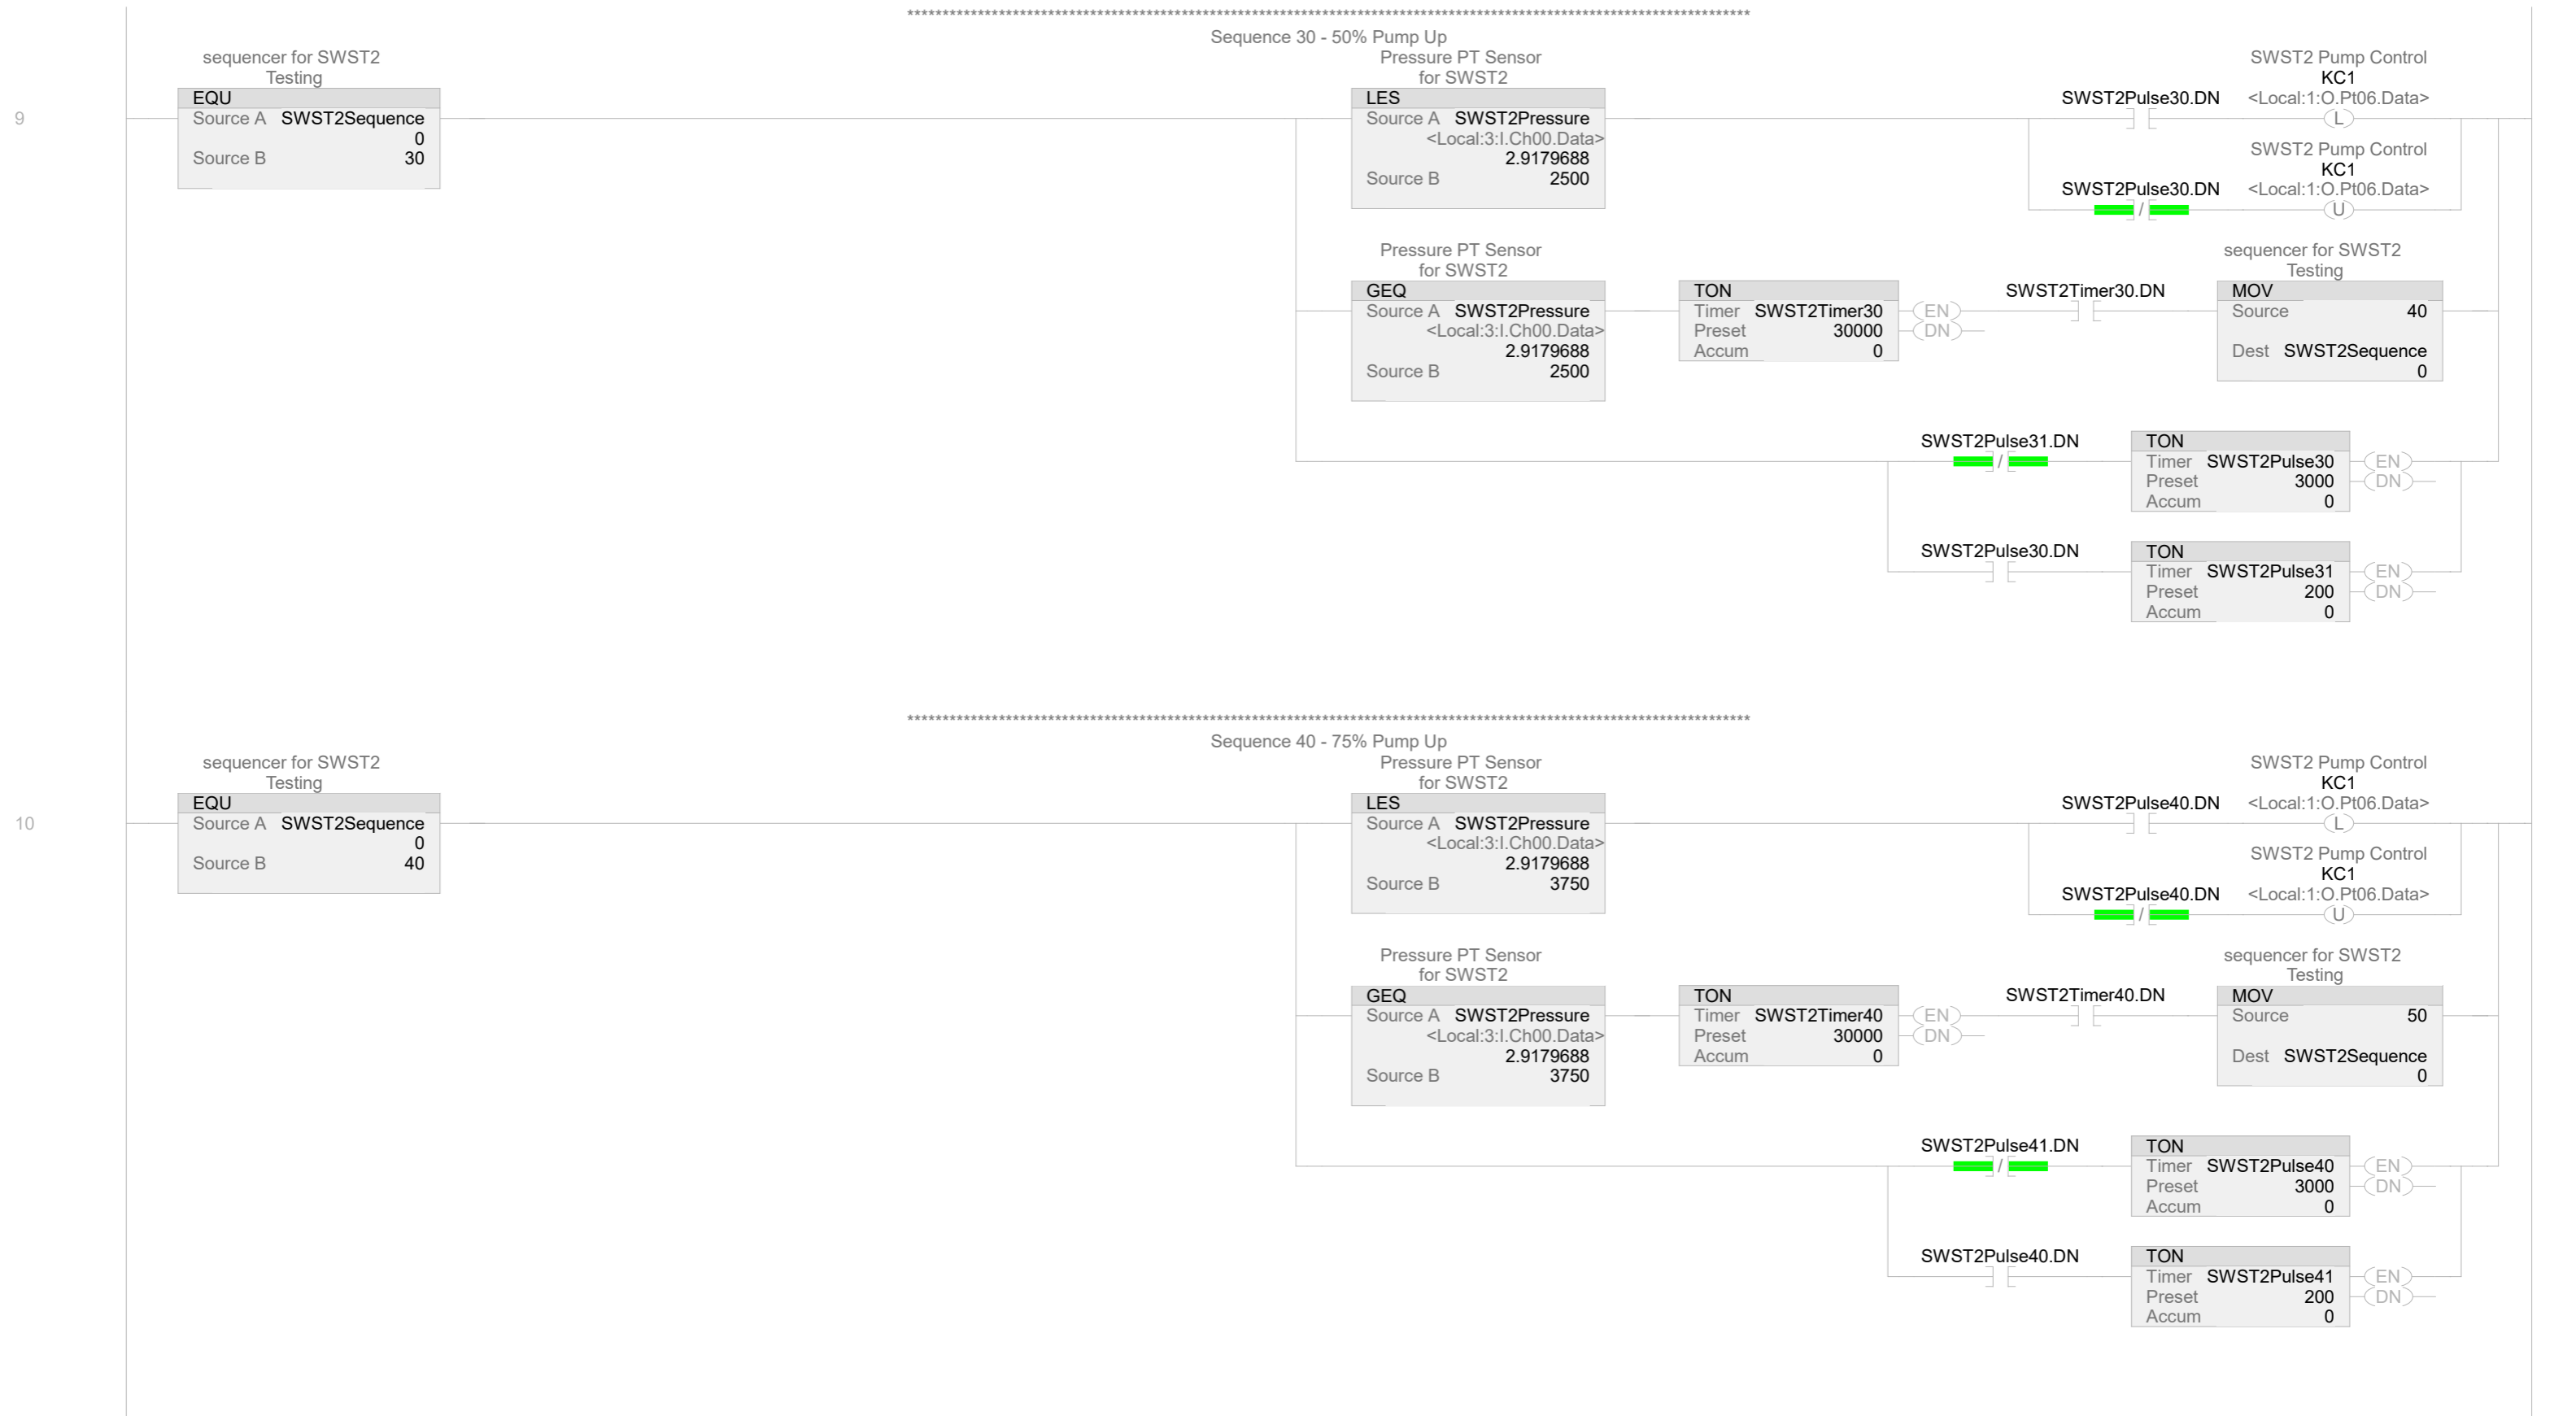 ************************************************************************************************************************
Sequence 30 - 50% Pump Up
sequencer for SWST2
Testing
EQU
Source A SWST2Sequence
0
Source B 30
9
Pressure PT Sensor
for SWST2
LES
Source A SWST2Pressure
<Local:3:I.Ch00.Data>
2.9179688
Source B 2500
SWST2Pulse30.DN
SWST2 Pump Control
KC1
<Local:1:O.Pt06.Data>
L
SWST2Pulse30.DN
/
SWST2 Pump Control
KC1
<Local:1:O.Pt06.Data>
U
Pressure PT Sensor
for SWST2
GEQ
Source A SWST2Pressure
<Local:3:I.Ch00.Data>
2.9179688
Source B 2500
TON
Timer SWST2Timer30
Preset 30000
Accum 0
EN
DN
SWST2Timer30.DN
sequencer for SWST2
Testing
MOV
Source 40
Dest SWST2Sequence
0
SWST2Pulse31.DN
/
TON
Timer SWST2Pulse30
Preset 3000
Accum 0
EN
DN
SWST2Pulse30.DN
TON
Timer SWST2Pulse31
Preset 200
Accum 0
EN
DN
************************************************************************************************************************
Sequence 40 - 75% Pump Up
sequencer for SWST2
Testing
EQU
Source A SWST2Sequence
0
Source B 40
10
Pressure PT Sensor
for SWST2
LES
Source A SWST2Pressure
<Local:3:I.Ch00.Data>
2.9179688
Source B 3750
SWST2Pulse40.DN
SWST2 Pump Control
KC1
<Local:1:O.Pt06.Data>
L
SWST2Pulse40.DN
/
SWST2 Pump Control
KC1
<Local:1:O.Pt06.Data>
U
Pressure PT Sensor
for SWST2
GEQ
Source A SWST2Pressure
<Local:3:I.Ch00.Data>
2.9179688
Source B 3750
TON
Timer SWST2Timer40
Preset 30000
Accum 0
EN
DN
SWST2Timer40.DN
sequencer for SWST2
Testing
MOV
Source 50
Dest SWST2Sequence
0
SWST2Pulse41.DN
/
TON
Timer SWST2Pulse40
Preset 3000
Accum 0
EN
DN
SWST2Pulse40.DN
TON
Timer SWST2Pulse41
Preset 200
Accum 0
EN
DN